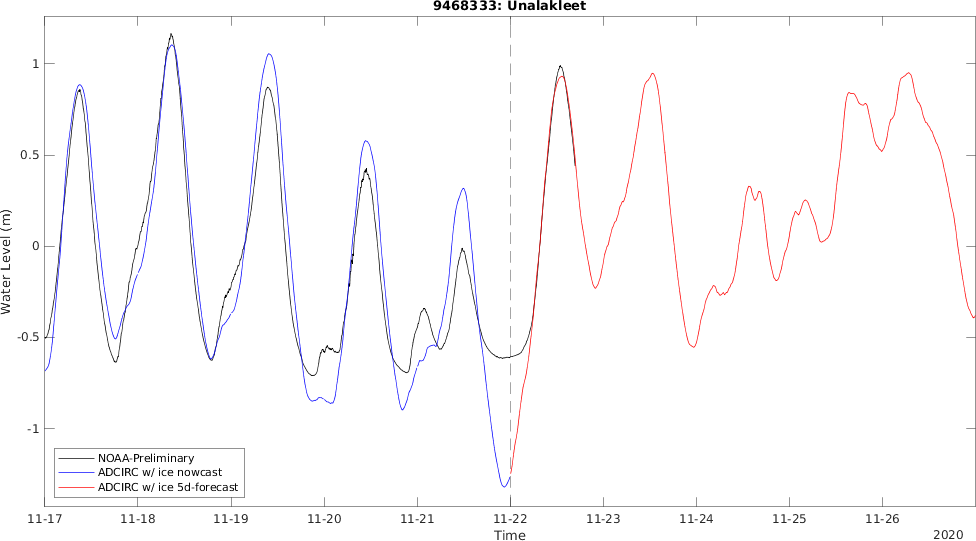 9468333: Unalakleet
Water Level (m)
1
0.5
0
-0.5
-1
NOAA-Preliminary
ADCIRC w/ ice nowcast
ADCIRC w/ ice 5d-forecast
11-17 11-18 11-19 11-20 11-21 11-22 11-23 11-24 11-25 11-26
Time
2020